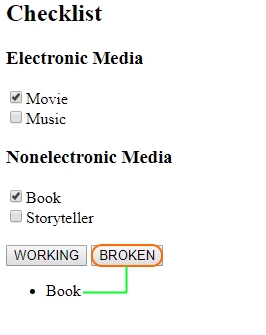 Checklist
Electronic Media
Movie
Music
Nonelectronic Media
Book
Storyteller
WORKING BROKEN
Book